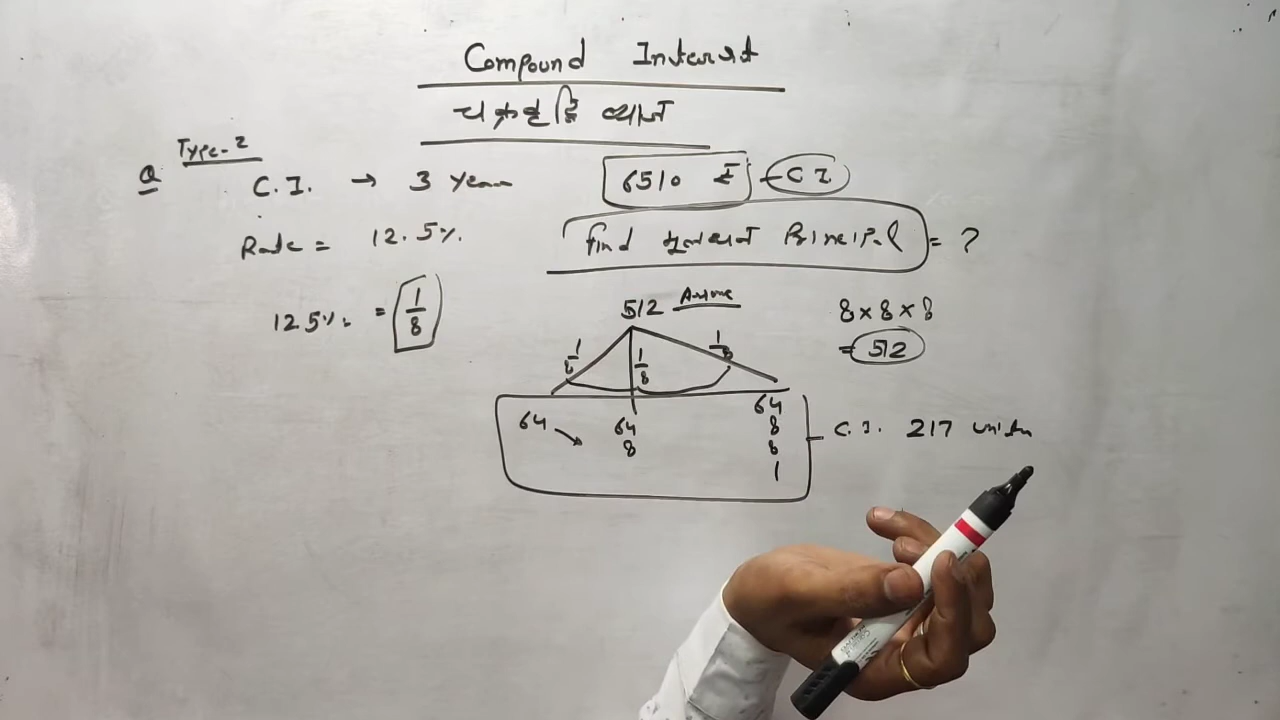 Compound Interest
चक्रवृद्धि ब्याज
Type-2
Q C.I. → 3 Year 6510 ₹ – C I
Rate = 12.5%. Find मूलधन Principal = ?
12.5% = 1/8
512 Assume
8 × 8 × 8
= 512
1/8 1/8 1/8
64 64 64
8 8
8
1
C.I. 217 units